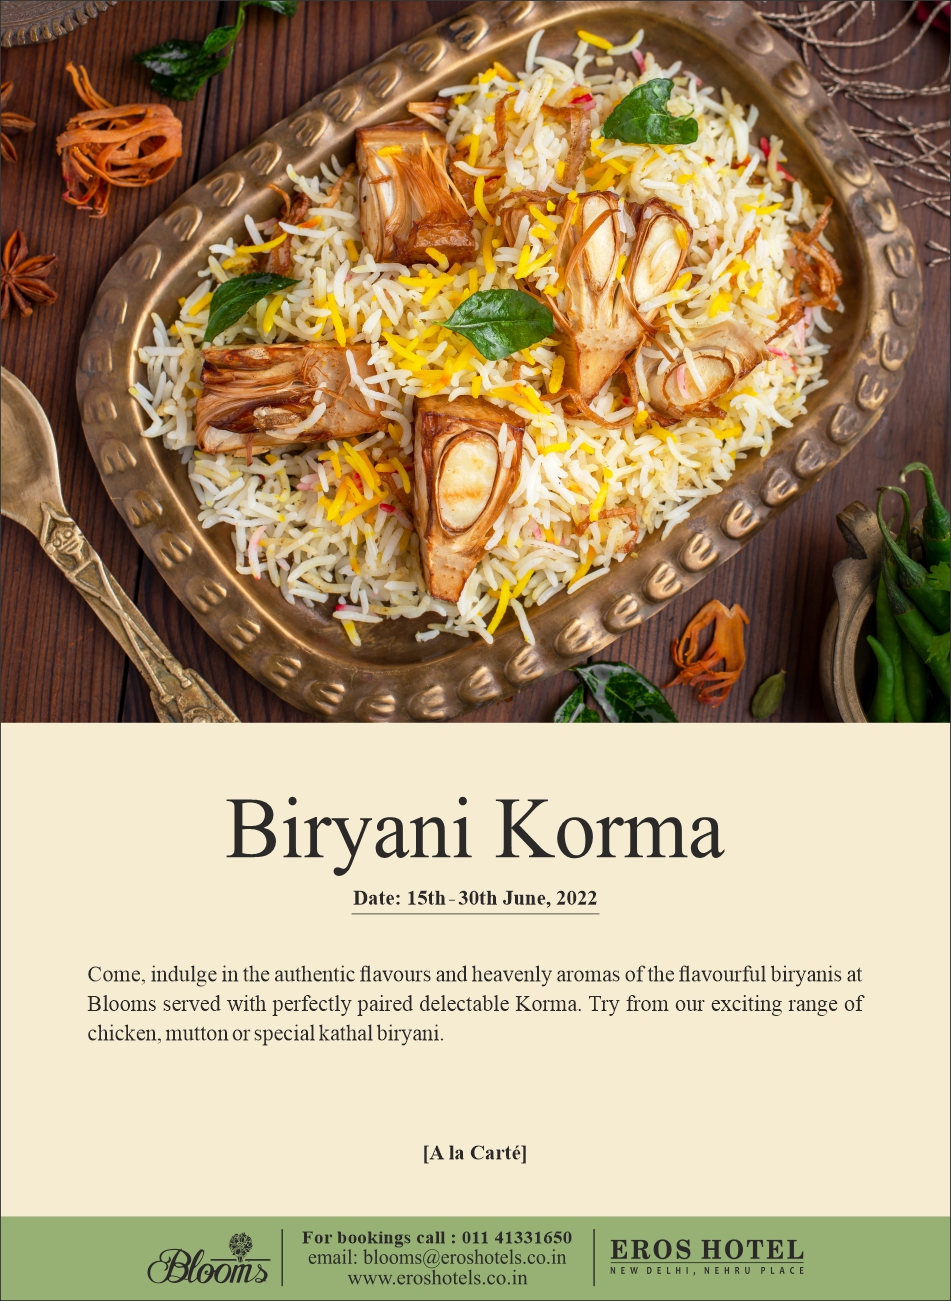 Biryani Korma
Date: 15th - 30th June, 2022
Come, indulge in the authentic flavours and heavenly aromas of the flavourful biryanis at
Blooms served with perfectly paired delectable Korma. Try from our exciting range of
chicken, mutton or special kathal biryani.
[A la Carté]
Blooms
For bookings call : 011 41331650
email: blooms@eroshotels.co.in
www.eroshotels.co.in
EROS HOTEL
NEW DELHI, NEHRU PLACE